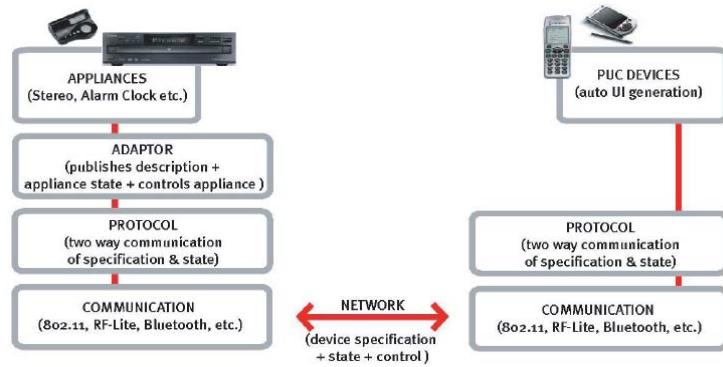 APPLIANCES
(Stereo, Alarm Clock etc.)
ADAPTOR
(publishes description +
appliance state + controls appliance )
PROTOCOL
(two way communication
of specification & state)
COMMUNICATION
(802.11, RF-Lite, Bluetooth, etc.)
NETWORK
(device specification
+ state + control )
PUC DEVICES
(auto UI generation)
PROTOCOL
(two way communication
of specification & state)
COMMUNICATION
(802.11, RF-Lite, Bluetooth, etc.)